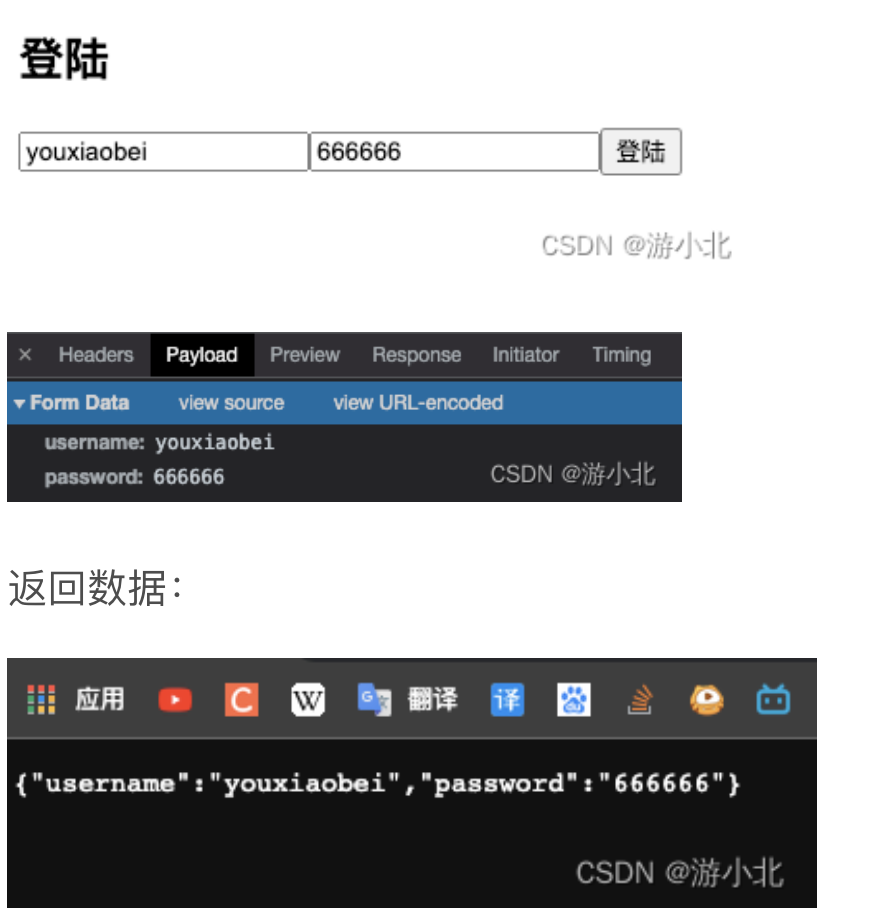 登陆
youxiaobei 666666 登陆
CSDN @游小北
× Headers Payload Preview Response Initiator Timing
▼Form Data view source view URL-encoded
username: youxiaobei
password: 666666
CSDN @游小北
返回数据：
应用 C W G 翻译 译 du
{"username":"youxiaobei","password":"666666"}
CSDN @游小北